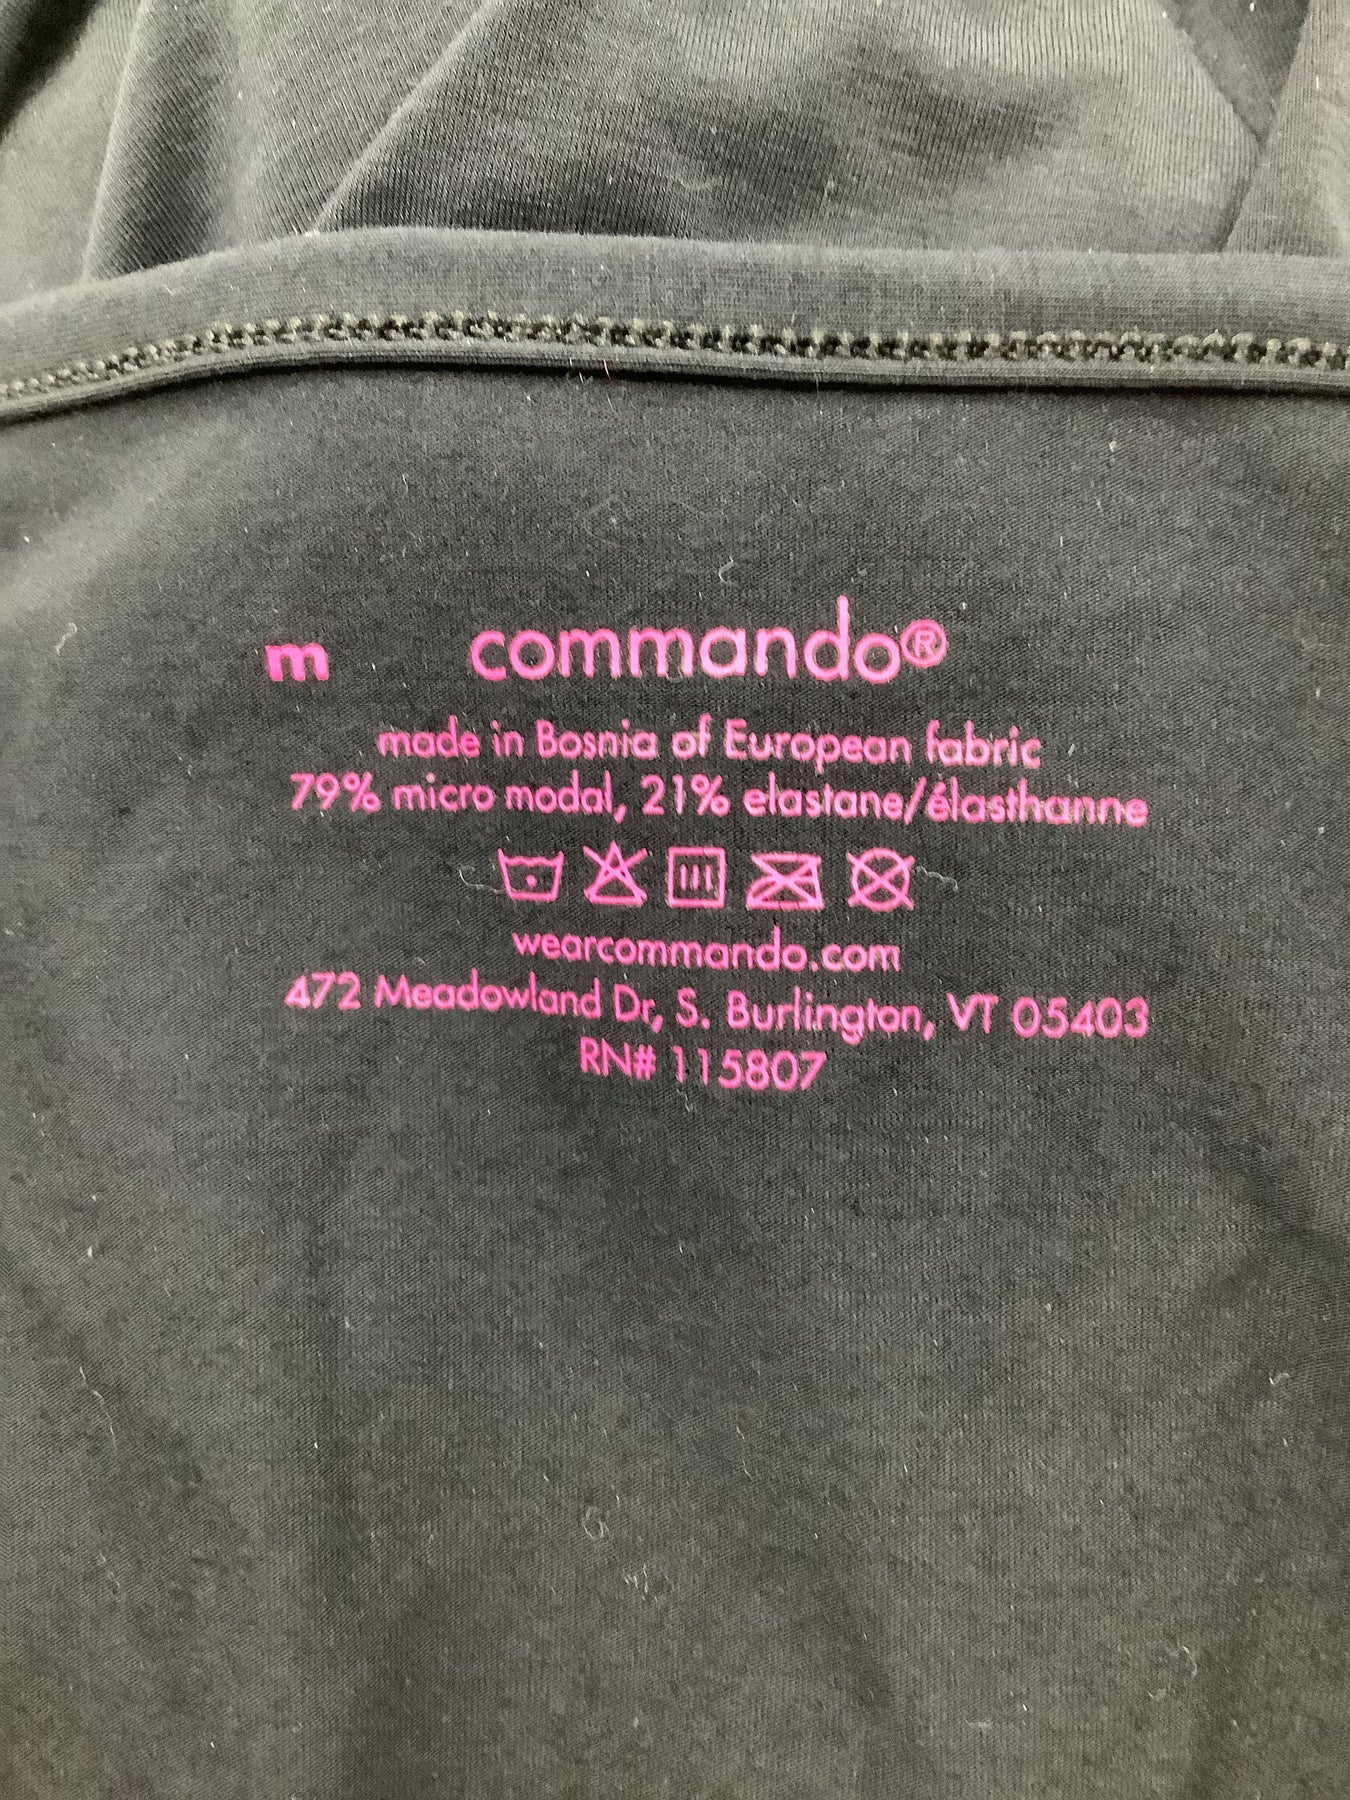 m commando®
made in Bosnia of European fabric
79% micro modal, 21% elastane/élasthanne
wearcommando.com
472 Meadowland Dr, S. Burlington, VT 05403
RN# 115807